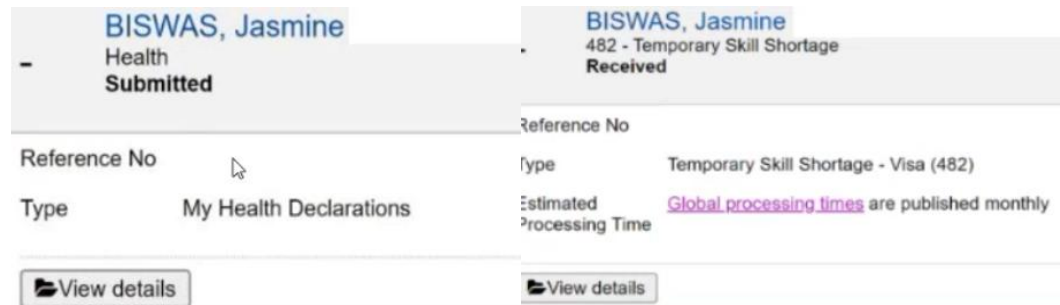 BISWAS, Jasmine
Health
Submitted
Reference No
Type My Health Declarations
View details
BISWAS, Jasmine
482 - Temporary Skill Shortage
Received
Reference No
Type Temporary Skill Shortage - Visa (482)
Estimated Global processing times are published monthly
Processing Time
View details